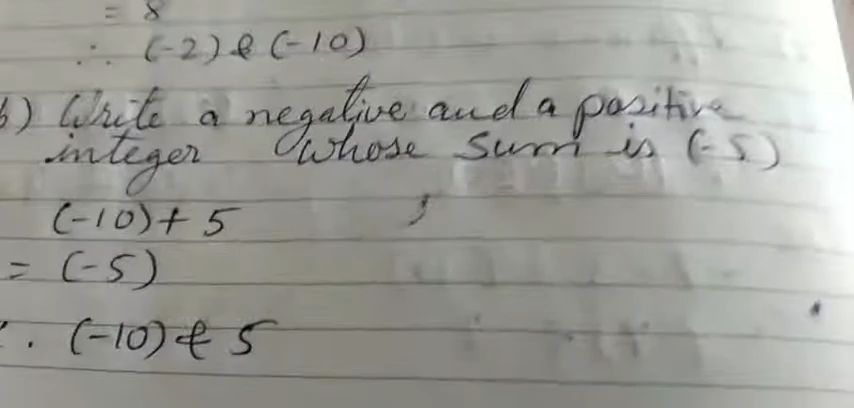 = 8
∴ (-2) & (-10)
b) Write a negative and a positive
integer whose sum is (-5)
(-10) + 5
= (-5)
∴ (-10) & 5